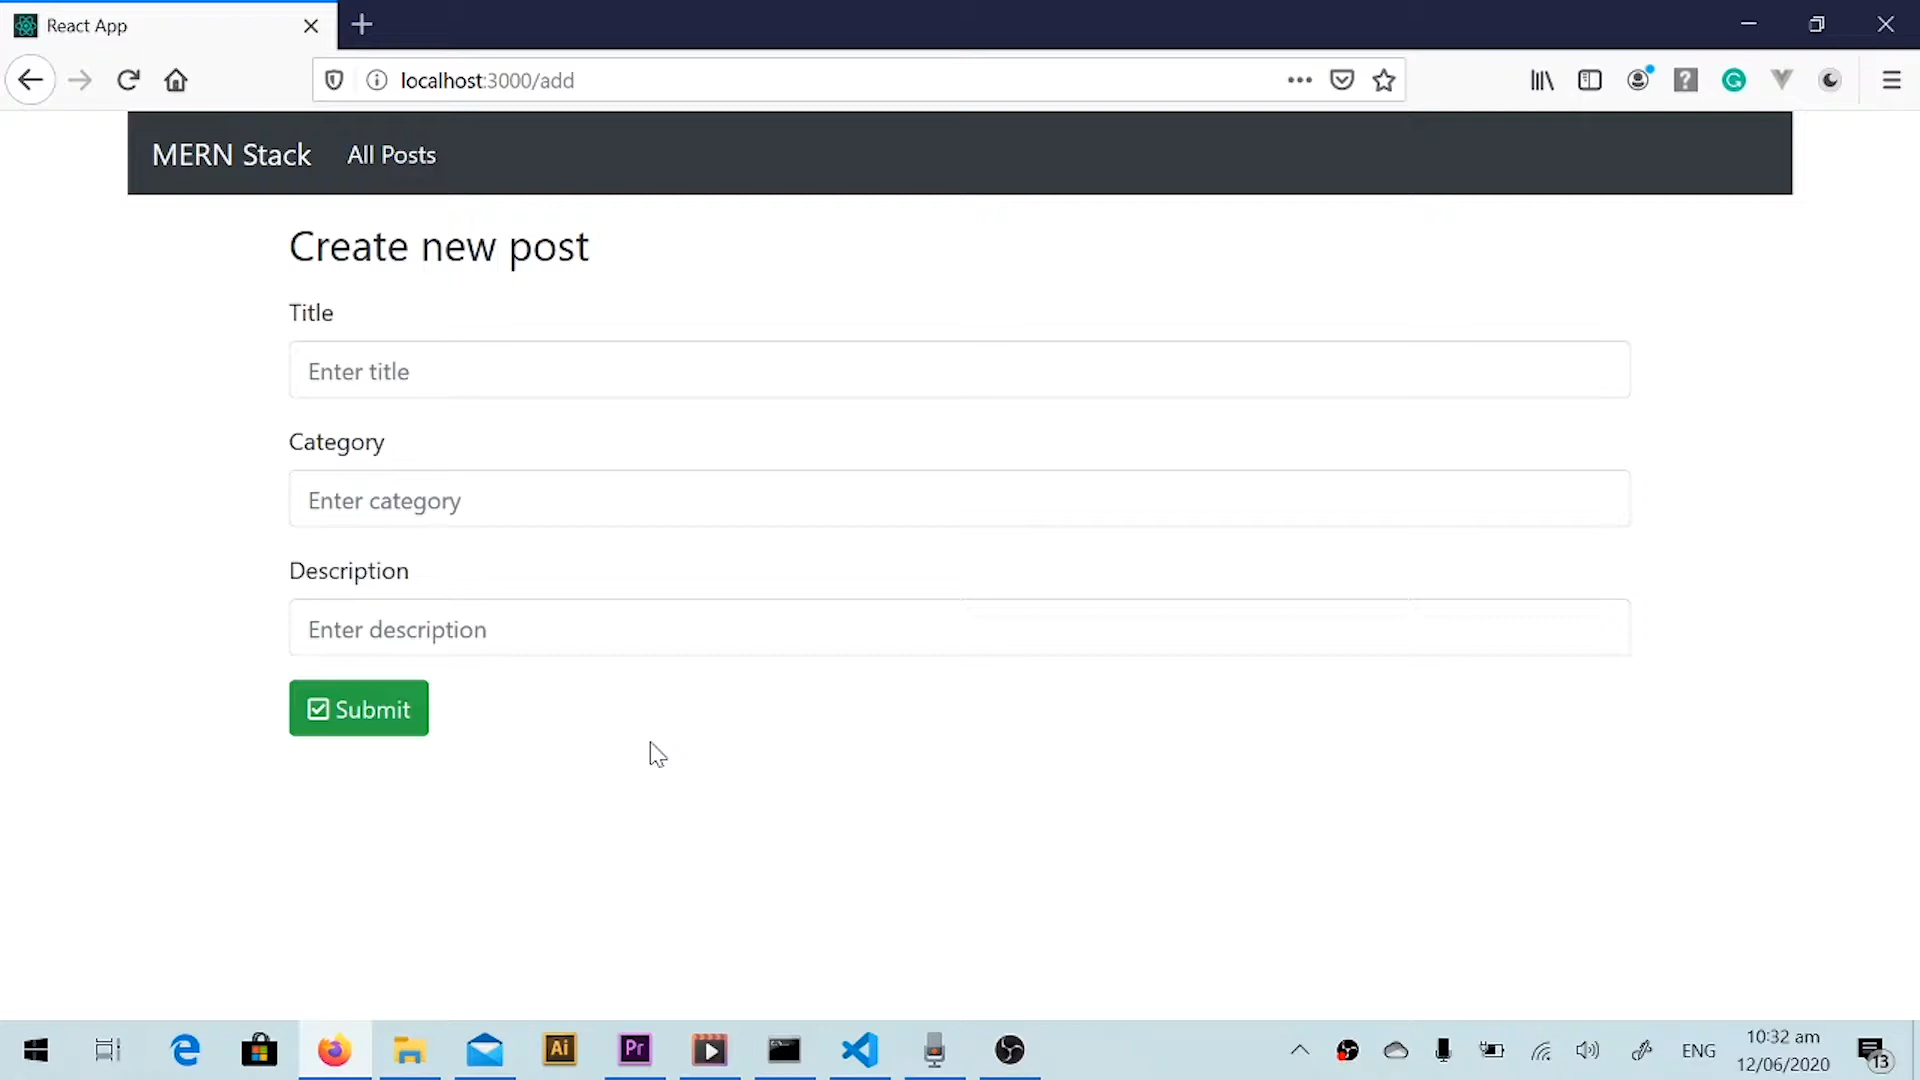 React App
localhost:3000/add
MERN Stack All Posts
Create new post
Title
Enter title
Category
Enter category
Description
Enter description
Submit
Ai
Pr
ENG
10:32 am
12/06/2020
13